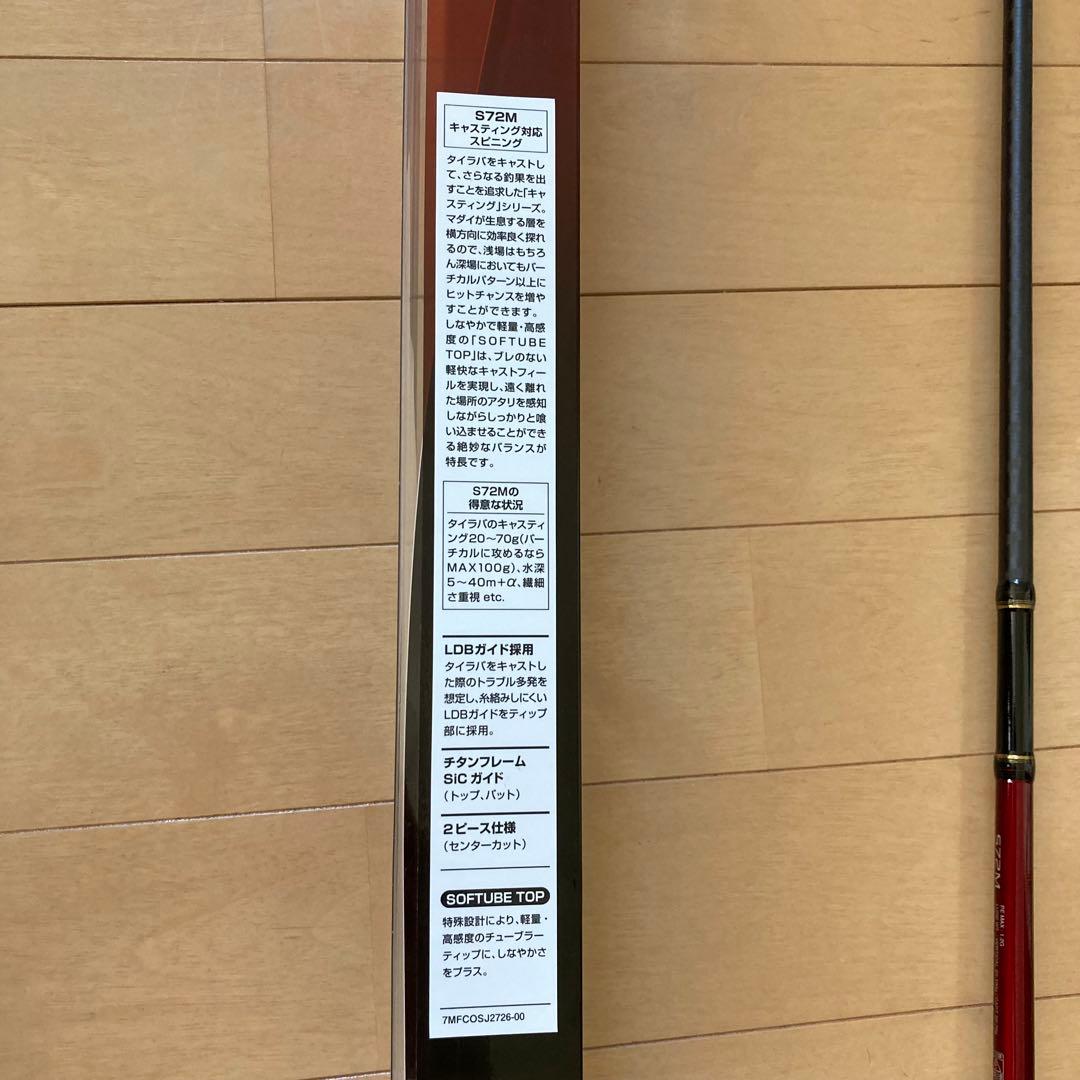 S72M
キャスティング対応
スピニング
タイラバをキャストし
て、さらなる釣果を出
すことを追求した「キャ
スティング」シリーズ。
マダイが生息する層を
横方向に効率良く探れ
るので、浅場はもちろ
ん深場においてもバー
チカルパターン以上に
ヒットチャンスを増や
すことができます。
しなやかで軽量・高感
度の「SOFTUBE
TOP」は、ブレのない
軽快なキャストフィー
ルを実現し、遠く離れ
た場所のアタリを感知
しながらしっかりと喰
い込ませることができ
る絶妙なバランスが
特長です。
S72Mの
得意な状況
タイラバのキャスティ
ング20～70g(バー
チカルに攻めるなら
MAX100g)、水深
5～40m+α、繊細
さ重視 etc.
LDBガイド採用
タイラバをキャストし
た際のトラブル多発を
想定し、糸絡みしにくい
LDBガイドをティップ
部に採用。
チタンフレーム
SiCガイド
(トップ、バット)
2ピース仕様
(センターカット)
SOFTUBE TOP
特殊設計により、軽量・
高感度のチューブラー
ティップに、しなやかさ
をプラス。
7MFCOSJ2726-00
S72M